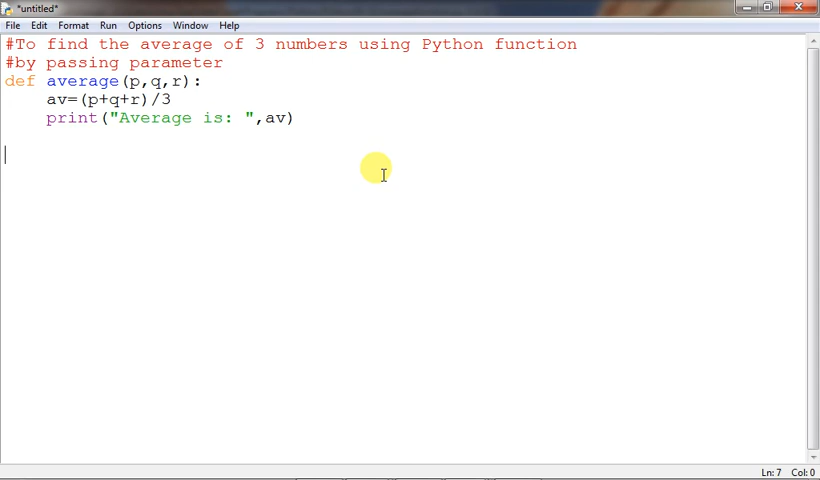 *untitled*
File Edit Format Run Options Window Help
#To find the average of 3 numbers using Python function
#by passing parameter
def average(p,q,r):
    av=(p+q+r)/3
    print("Average is: ",av)
Ln: 7 Col: 0